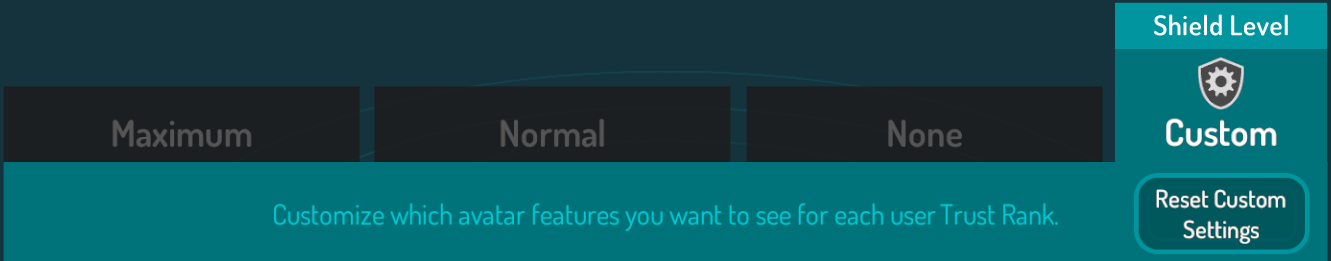 Shield Level
Maximum
Normal
None
Custom
Customize which avatar features you want to see for each user Trust Rank.
Reset Custom
Settings